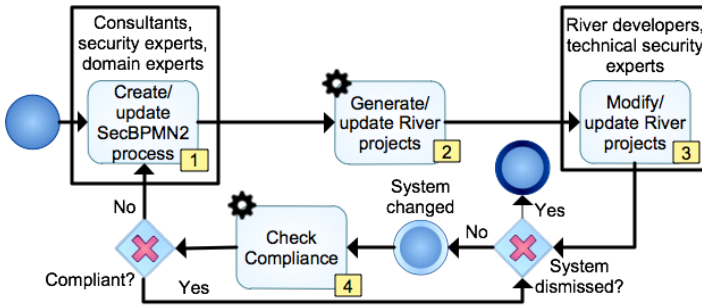 Consultants,
security experts,
domain experts
Create/
update
SecBPMN2
process
1
Generate/
update River
projects
2
River developers,
technical security
experts
Modify/
update River
projects
3
No
System
changed
No
Yes
Check
Compliance
4
Compliant?
Yes
System
dismissed?